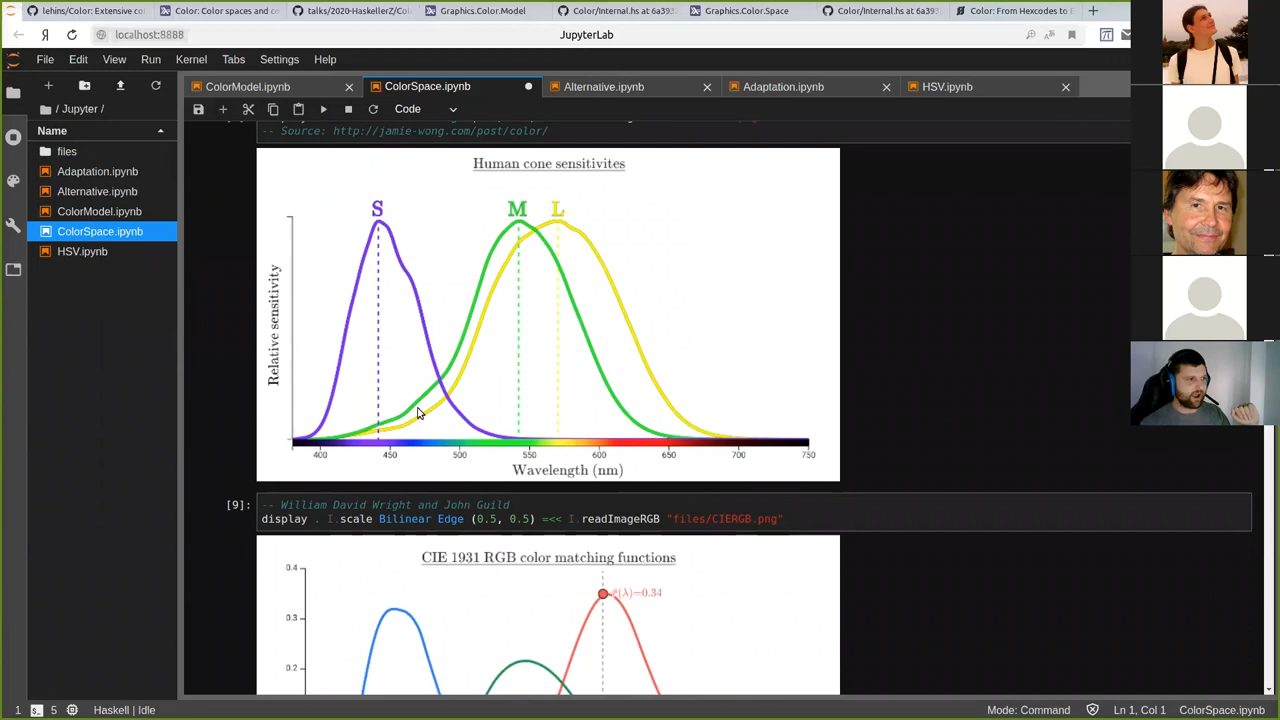 lehins/Color: Extensive co
Color: Color spaces and co
talks/2020-HaskellerZ/Co
Graphics.Color.Model
Color/Internal.hs at 6a393
Graphics.Color.Space
Color/Internal.hs at 6a393
Color: From Hexcodes to E
localhost:8888
JupyterLab
File Edit View Run Kernel Tabs Settings Help
ColorModel.ipynb
ColorSpace.ipynb
Alternative.ipynb
Adaptation.ipynb
HSV.ipynb
Code
/ Jupyter /
Name
files
Adaptation.ipynb
Alternative.ipynb
ColorModel.ipynb
ColorSpace.ipynb
HSV.ipynb
-- Source: http://jamie-wong.com/post/color/
Human cone sensitivites
S M L
Relative sensitivity
400 450 500 550 600 650 700 750
Wavelength (nm)
[9]:
-- William David Wright and John Guild
display . I.scale Bilinear Edge (0.5, 0.5) =<< I.readImageRGB "files/CIERGB.png"
CIE 1931 RGB color matching functions
0.4
r̄(λ)=0.34
0.3
0.2
1
5
Haskell | Idle
Mode: Command
Ln 1, Col 1
ColorSpace.ipynb